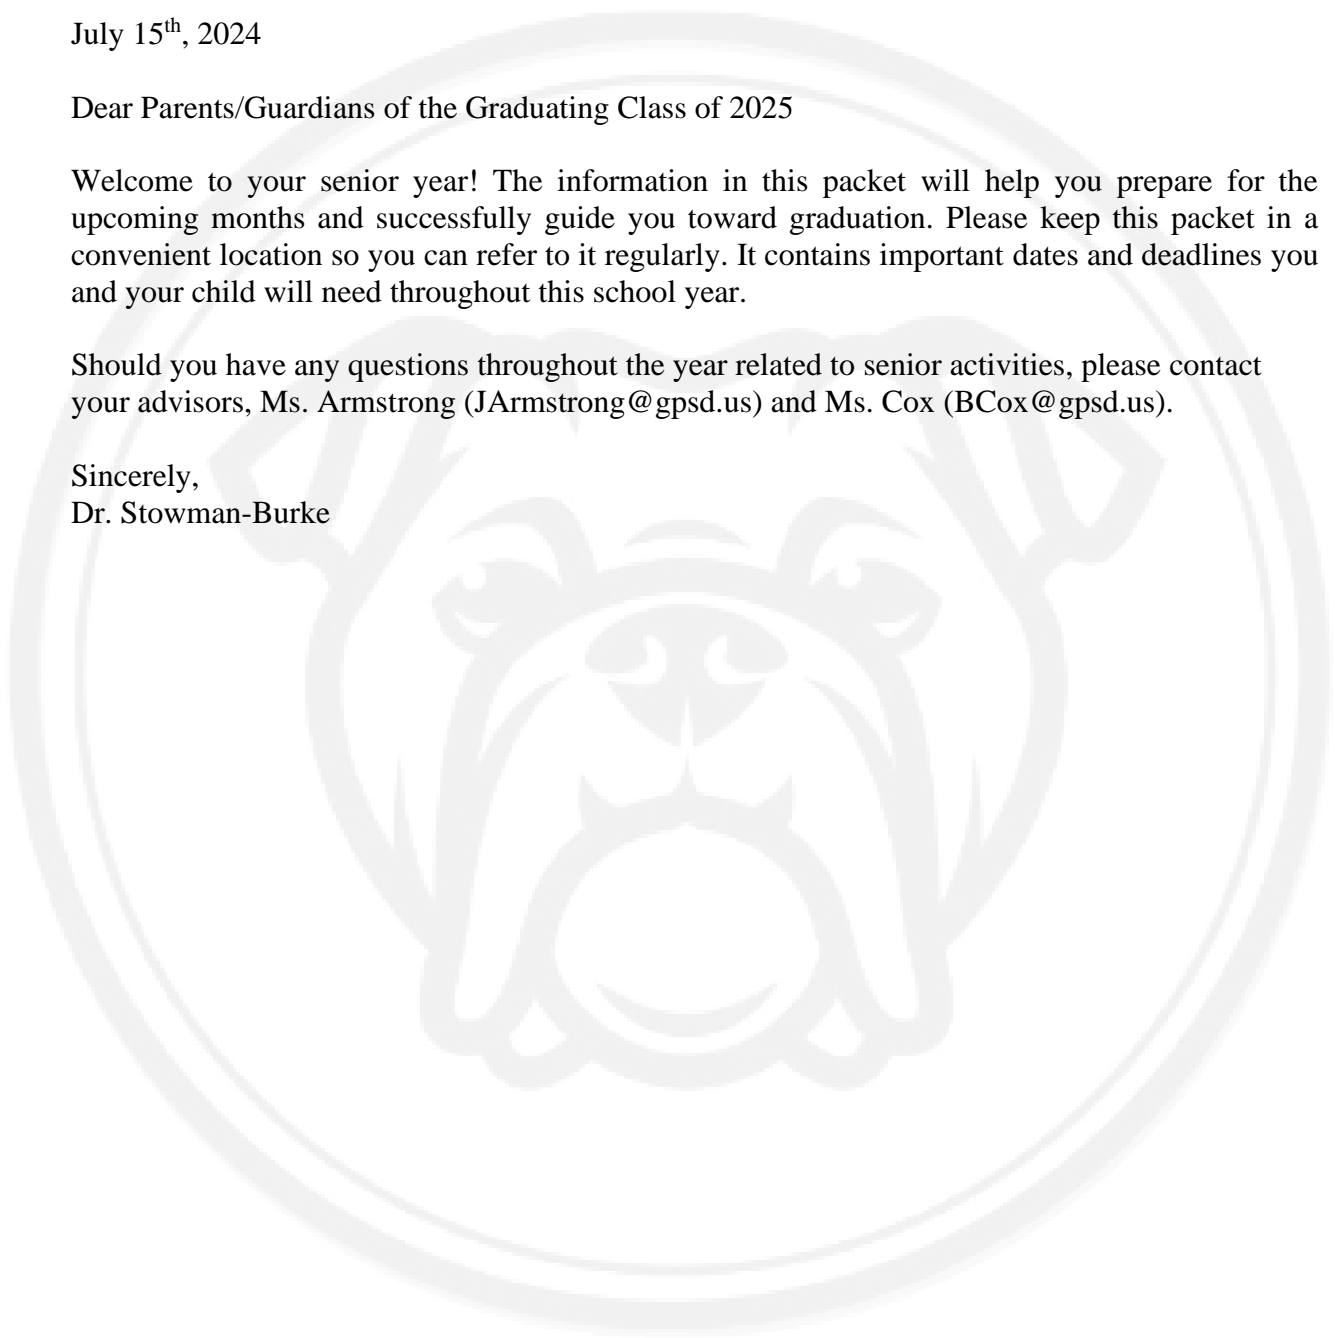 July 15th, 2024
Dear Parents/Guardians of the Graduating Class of 2025
Welcome to your senior year! The information in this packet will help you prepare for the
upcoming months and successfully guide you toward graduation. Please keep this packet in a
convenient location so you can refer to it regularly. It contains important dates and deadlines you
and your child will need throughout this school year.
Should you have any questions throughout the year related to senior activities, please contact
your advisors, Ms. Armstrong (JArmstrong@gpsd.us) and Ms. Cox (BCox@gpsd.us).
Sincerely,
Dr. Stowman-Burke